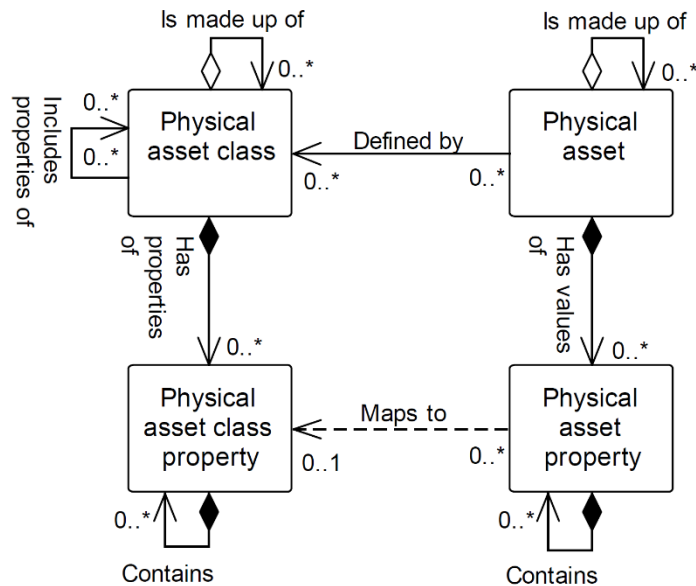 Is made up of
0..*
Is made up of
0..*
Includes
properties of
0..*
0..*
Physical
asset class
Defined by
0..*
0..*
Physical
asset
Has
properties
of
0..*
Has values
of
0..*
Physical
asset class
property
Maps to
0..1
0..*
Physical
asset
property
0..*
Contains
0..*
Contains